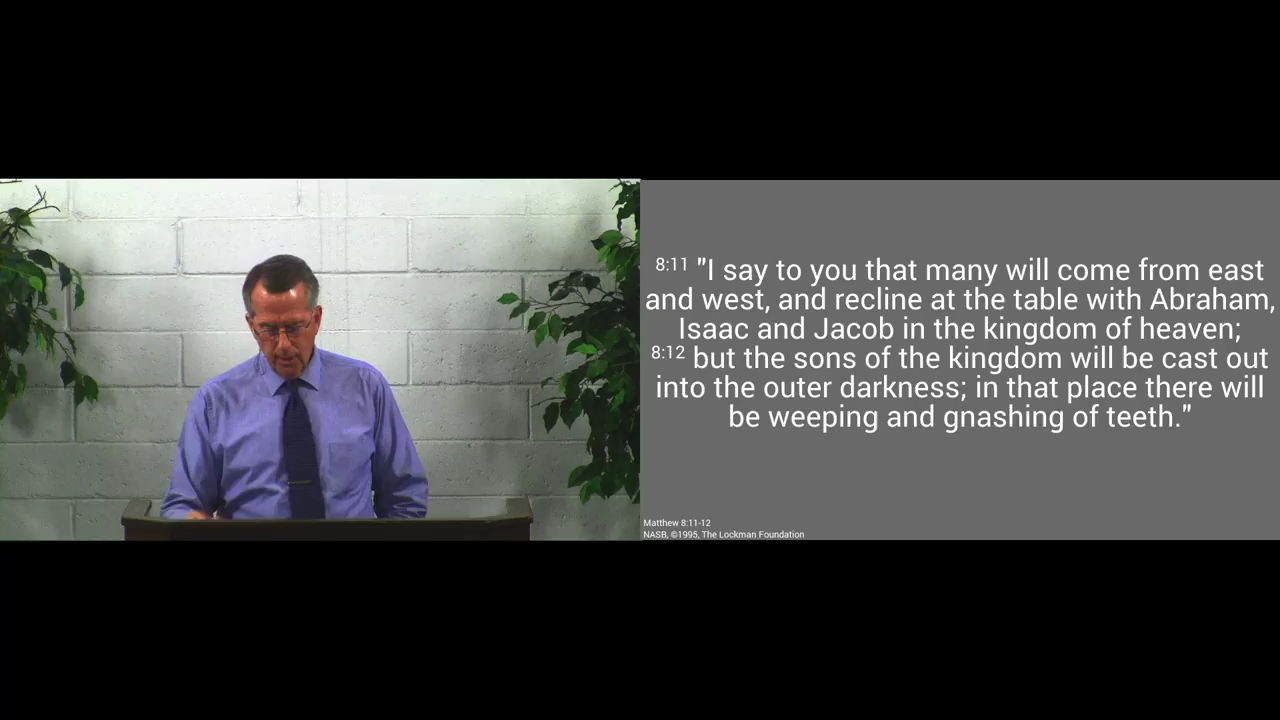 8:11 "I say to you that many will come from east
and west, and recline at the table with Abraham,
Isaac and Jacob in the kingdom of heaven;
8:12 but the sons of the kingdom will be cast out
into the outer darkness; in that place there will
be weeping and gnashing of teeth."
Matthew 8:11-12
NASB, ©1995, The Lockman Foundation